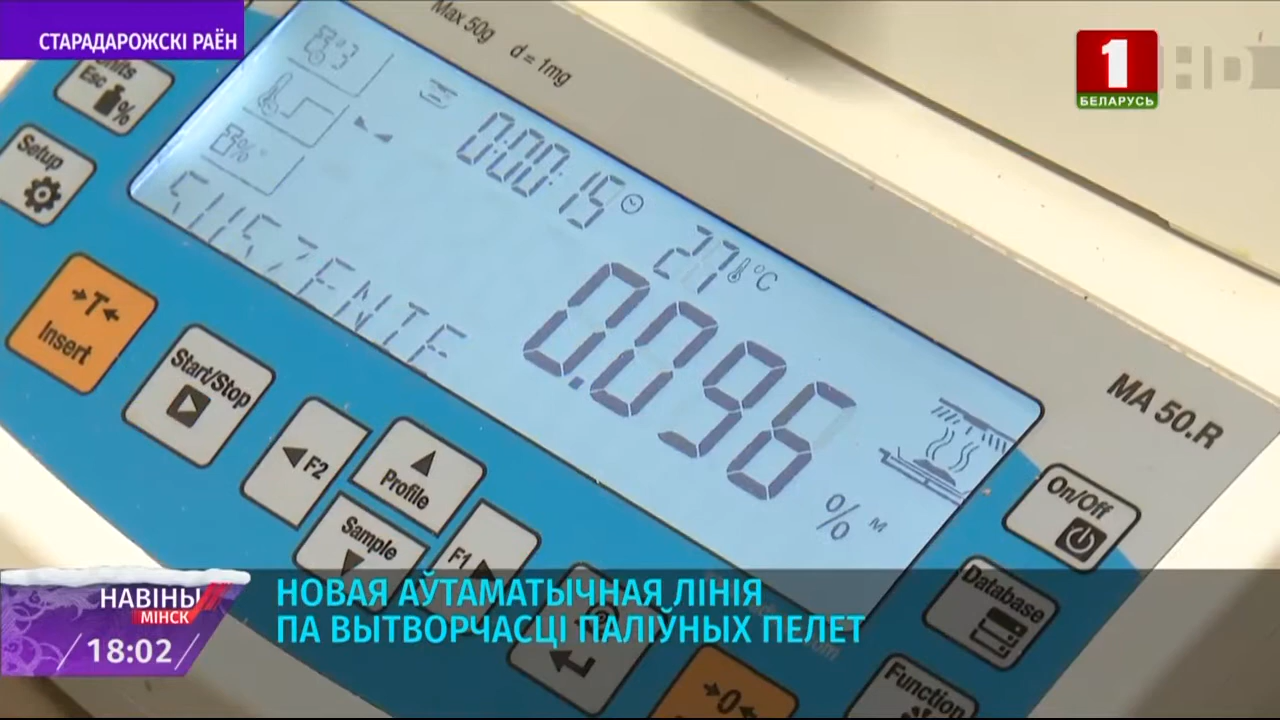 СТАРАДАРОЖСКІ РАЁН
1 HD
БЕЛАРУСЬ
Max 50g d = 1mg
Units
Esc
%
Setup
0:00:15
27 °C
SUSZENIE
0.096 % M
MA 50.R
→T←
Insert
Start/Stop
F2
Profile
Sample
F1
On/Off
Database
Function
→0←
НАВІНЫ
МІНСК
18:02
НОВАЯ АЎТАМАТЫЧНАЯ ЛІНІЯ
ПА ВЫТВОРЧАСЦІ ПАЛІЎНЫХ ПЕЛЕТ